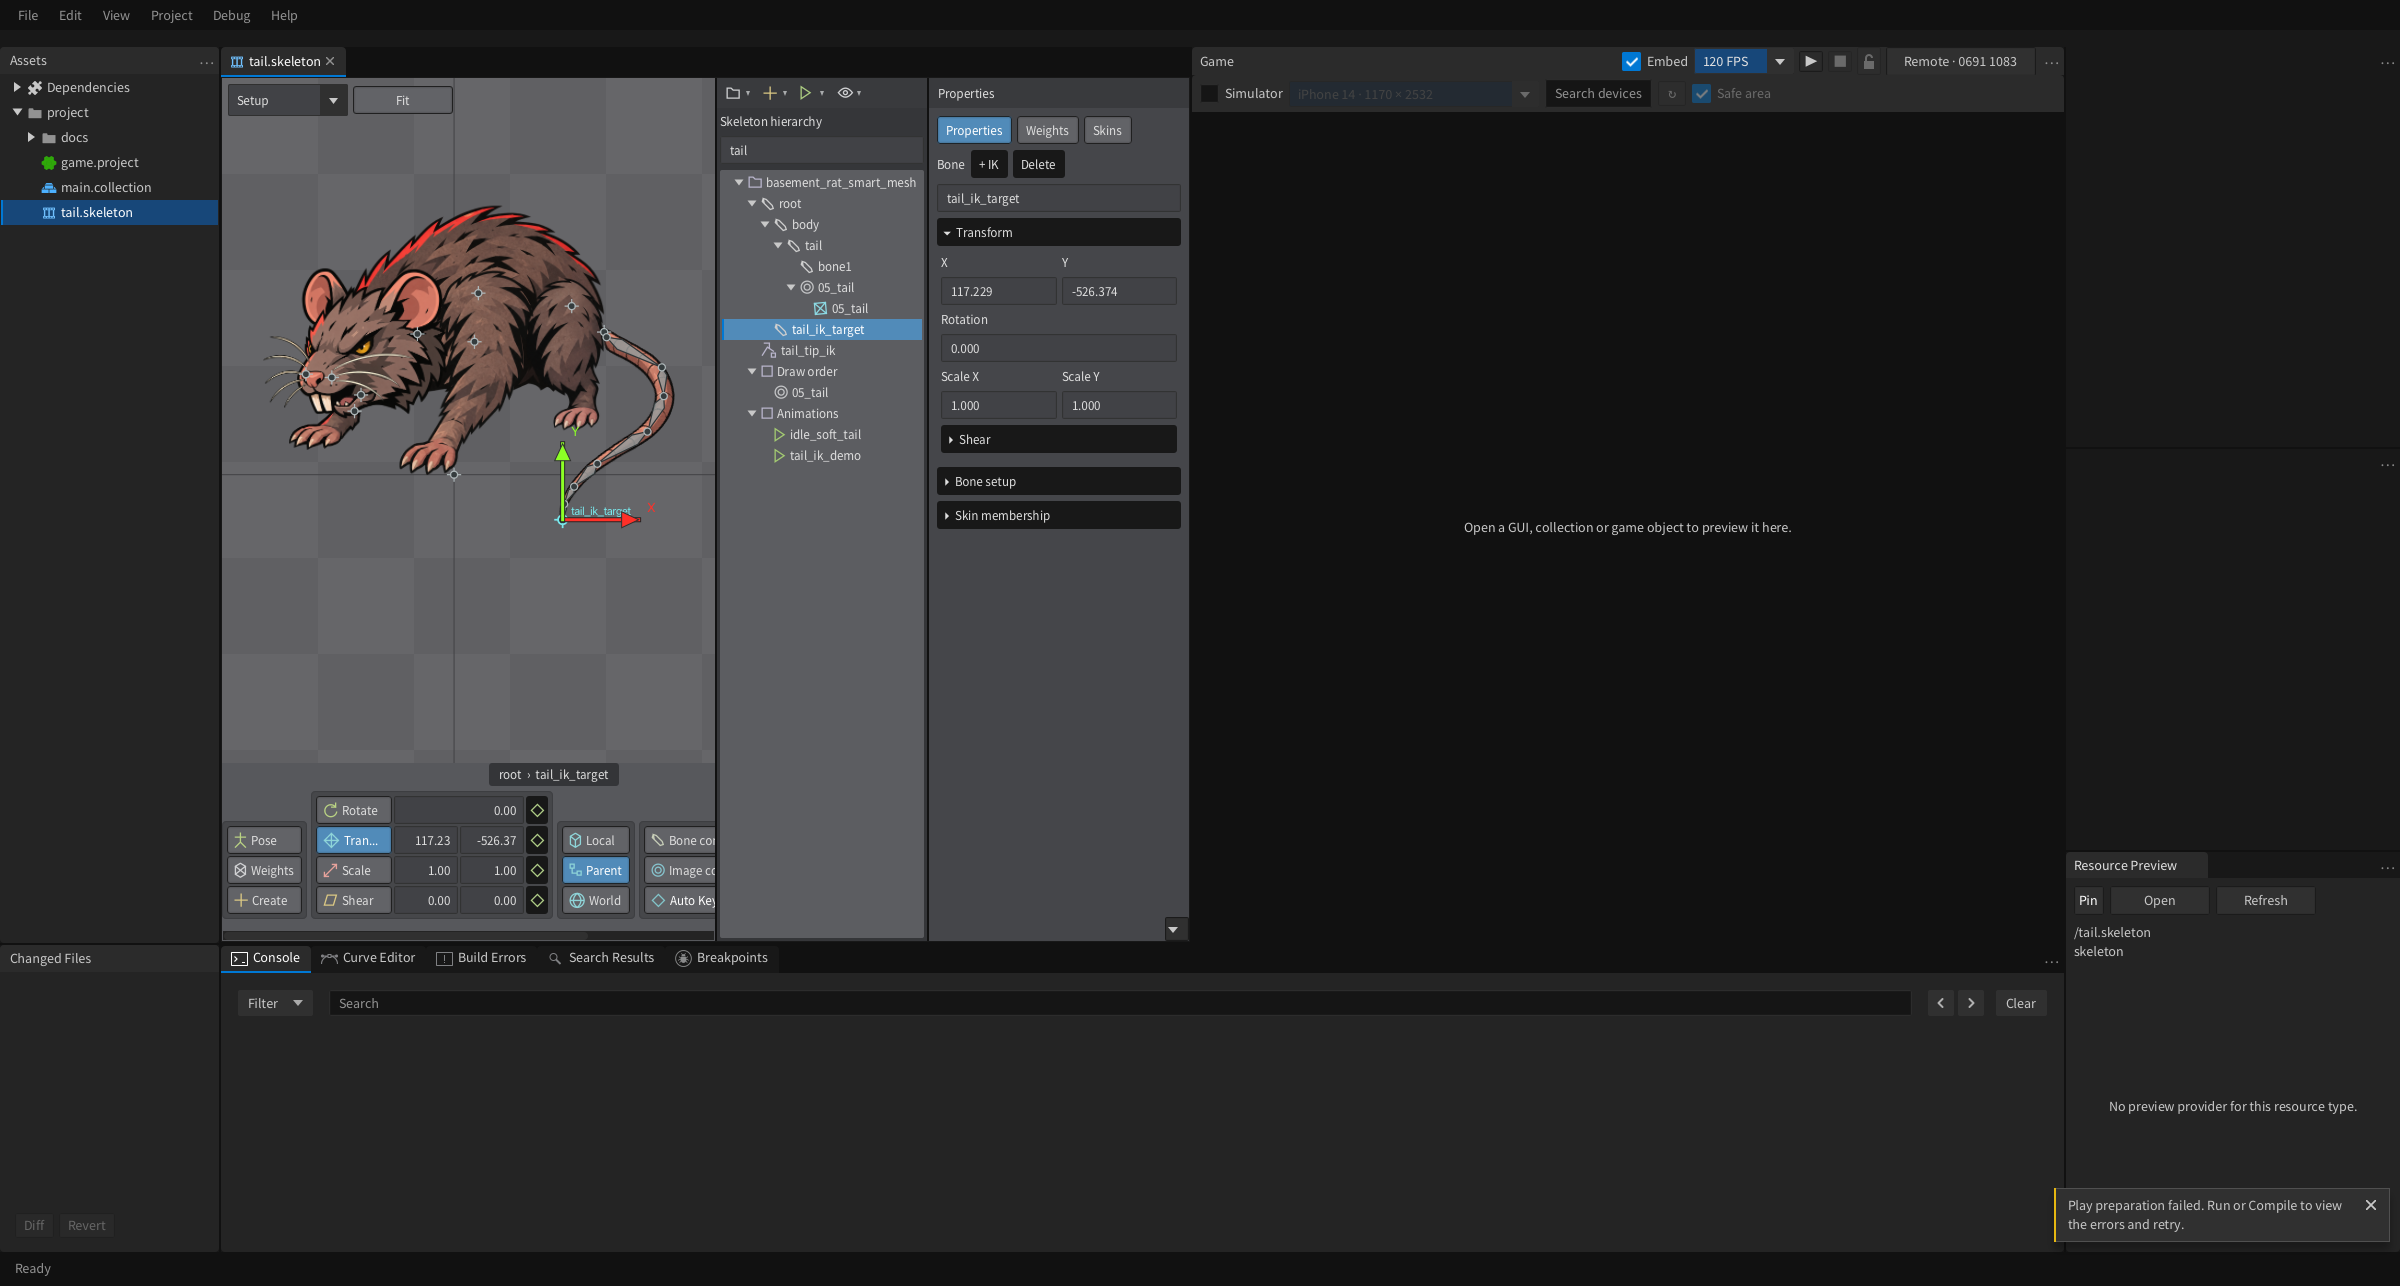 File Edit View Project Debug Help
Assets
Dependencies
project
docs
game.project
main.collection
tail.skeleton
tail.skeleton
Setup
Fit
Y
X
tail_ik_target
root › tail_ik_target
Rotate 0.00
Pose Tran... 117.23 -526.37 Local Bone co
Weights Scale 1.00 1.00 Parent Image co
Create Shear 0.00 0.00 World Auto Key
Skeleton hierarchy
tail
basement_rat_smart_mesh
root
body
tail
bone1
05_tail
05_tail
tail_ik_target
tail_tip_ik
Draw order
05_tail
Animations
idle_soft_tail
tail_ik_demo
Properties
Properties Weights Skins
Bone + IK Delete
tail_ik_target
Transform
X Y
117.229 -526.374
Rotation
0.000
Scale X Scale Y
1.000 1.000
Shear
Bone setup
Skin membership
Game Embed 120 FPS Remote · 0691 1083
Simulator iPhone 14 · 1170 × 2532 Search devices Safe area
Open a GUI, collection or game object to preview it here.
Resource Preview
Pin Open Refresh
/tail.skeleton
skeleton
No preview provider for this resource type.
Changed Files
Diff Revert
Console Curve Editor Build Errors Search Results Breakpoints
Filter Search Clear
Play preparation failed. Run or Compile to view
the errors and retry.
Ready